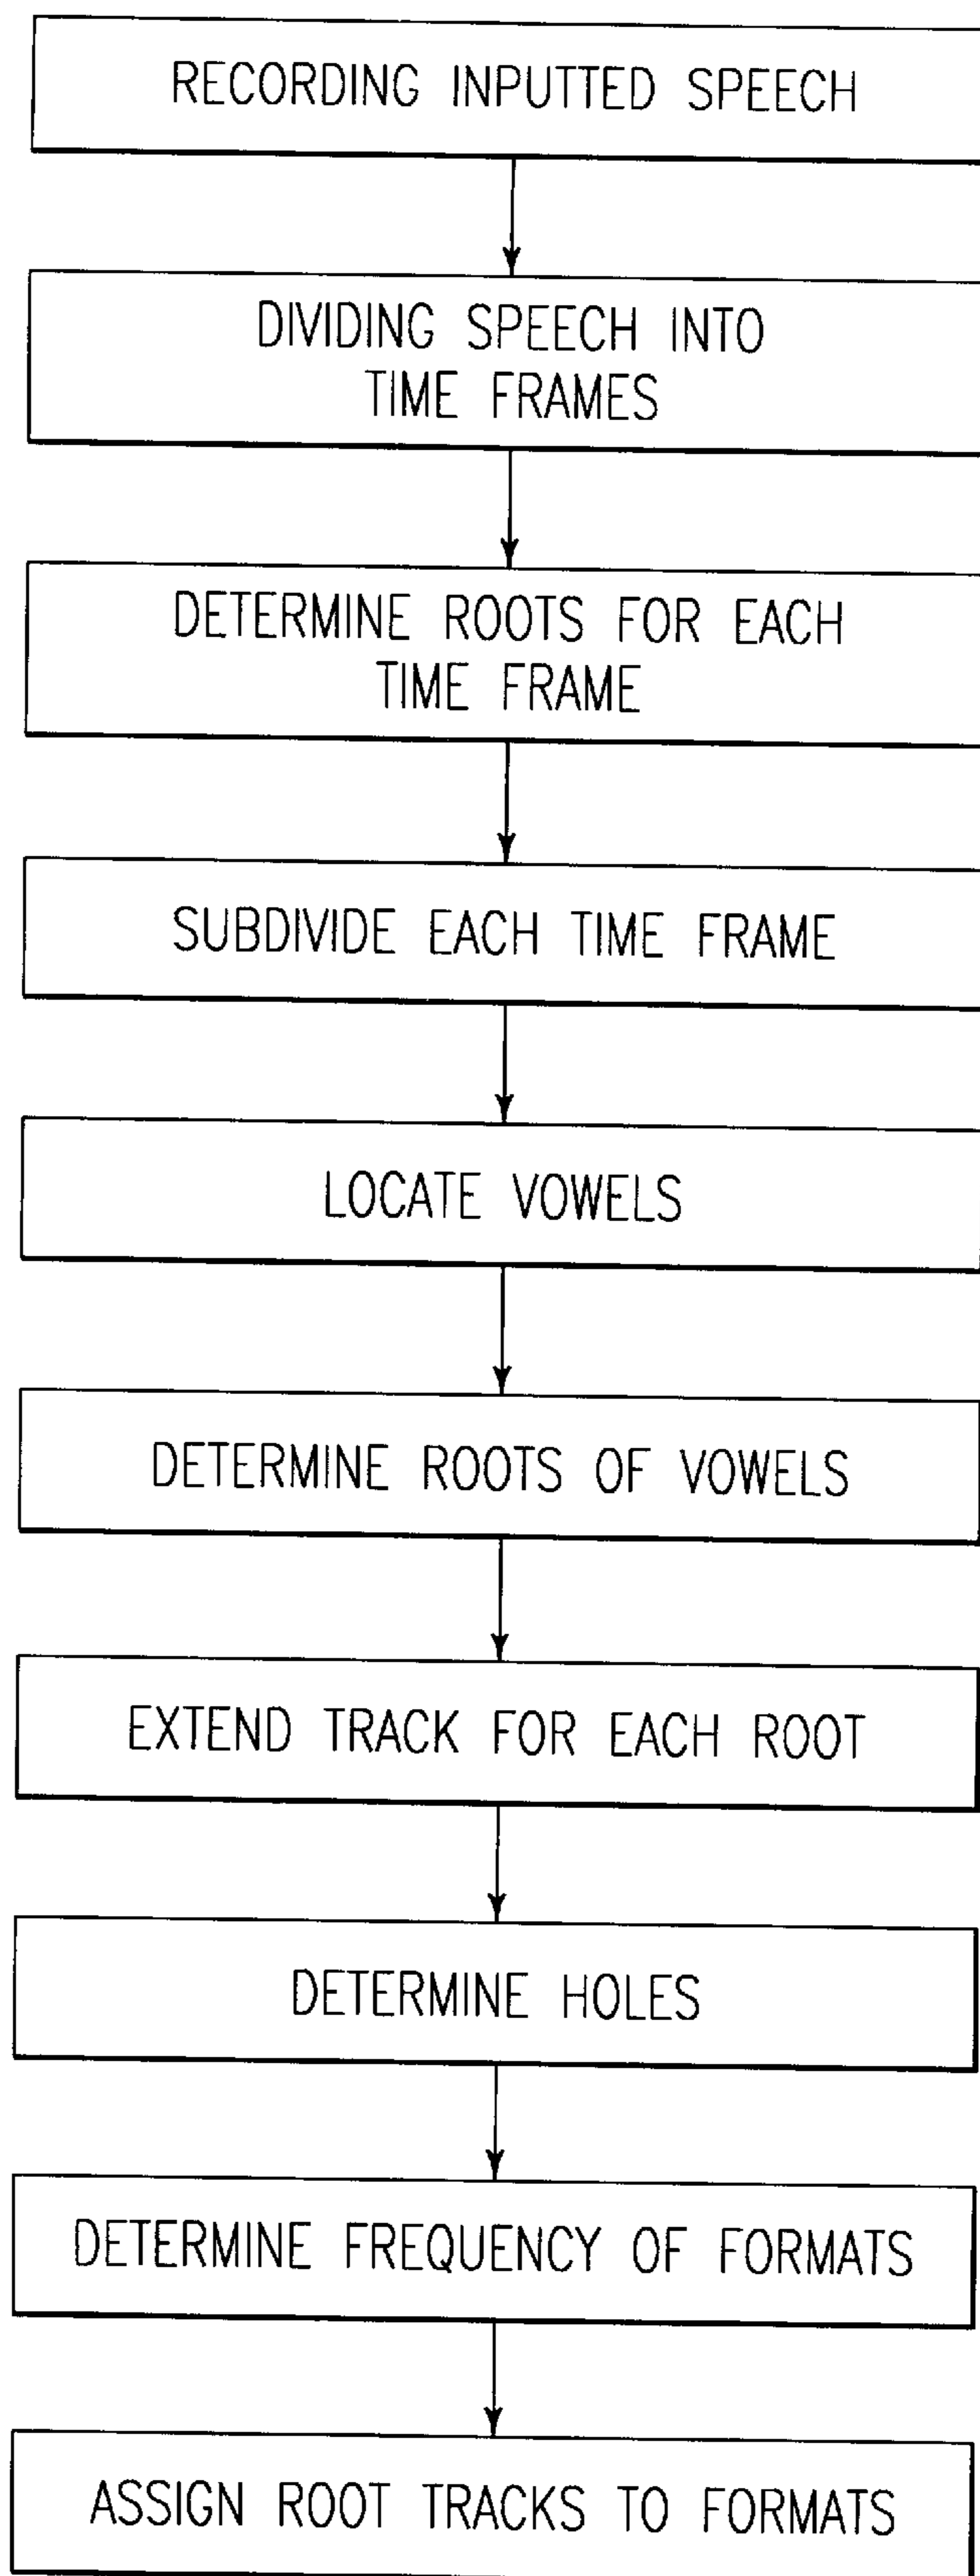 RECORDING INPUTTED SPEECH
DIVIDING SPEECH INTO
TIME FRAMES
DETERMINE ROOTS FOR EACH
TIME FRAME
SUBDIVIDE EACH TIME FRAME
LOCATE VOWELS
DETERMINE ROOTS OF VOWELS
EXTEND TRACK FOR EACH ROOT
DETERMINE HOLES
DETERMINE FREQUENCY OF FORMATS
ASSIGN ROOT TRACKS TO FORMATS